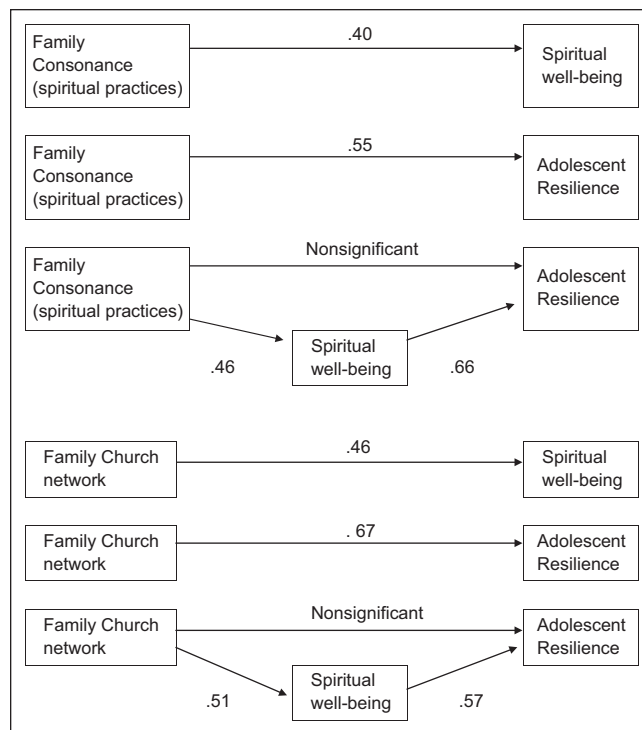 Family
Consonance
(spiritual practices)
.40
Spiritual
well-being
Family
Consonance
(spiritual practices)
.55
Adolescent
Resilience
Family
Consonance
(spiritual practices)
Nonsignificant
Adolescent
Resilience
Spiritual
well-being
.46
.66
Family Church
network
.46
Spiritual
well-being
Family Church
network
. 67
Adolescent
Resilience
Family Church
network
Nonsignificant
Adolescent
Resilience
Spiritual
well-being
.51
.57